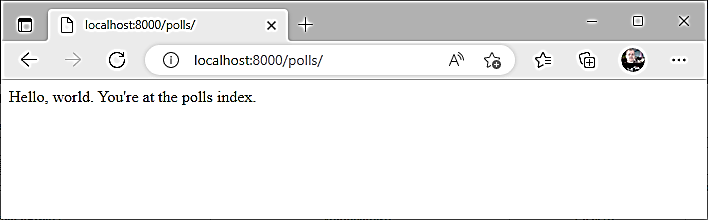 localhost:8000/polls/
localhost:8000/polls/
Hello, world. You're at the polls index.